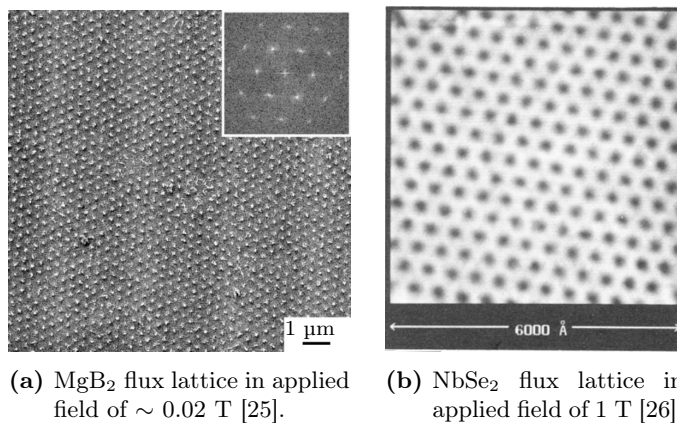 1 µm
6000 Å
(a) MgB₂ flux lattice in applied
field of ∼ 0.02 T [25].
(b) NbSe₂ flux lattice in
applied field of 1 T [26]